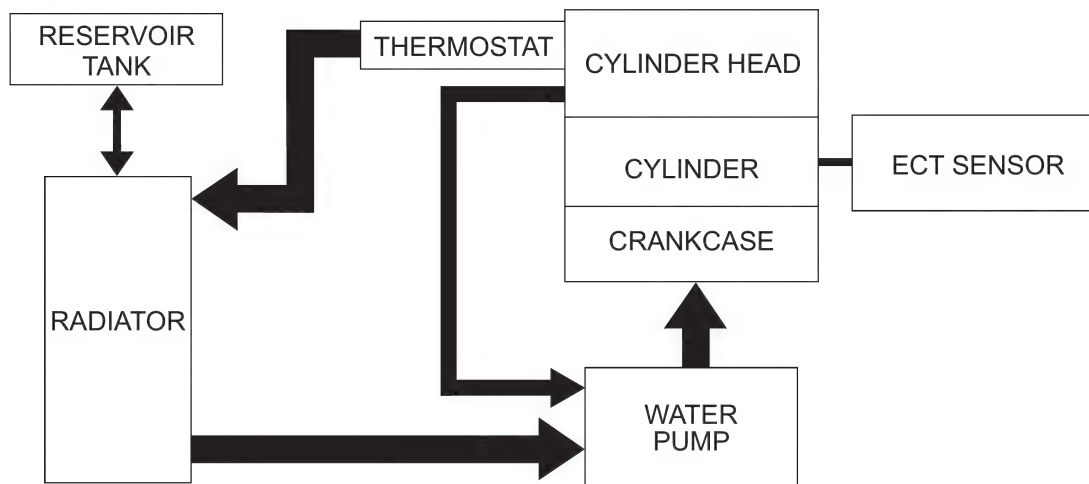 RESERVOIR
TANK
THERMOSTAT
CYLINDER HEAD
CYLINDER
ECT SENSOR
CRANKCASE
RADIATOR
WATER
PUMP